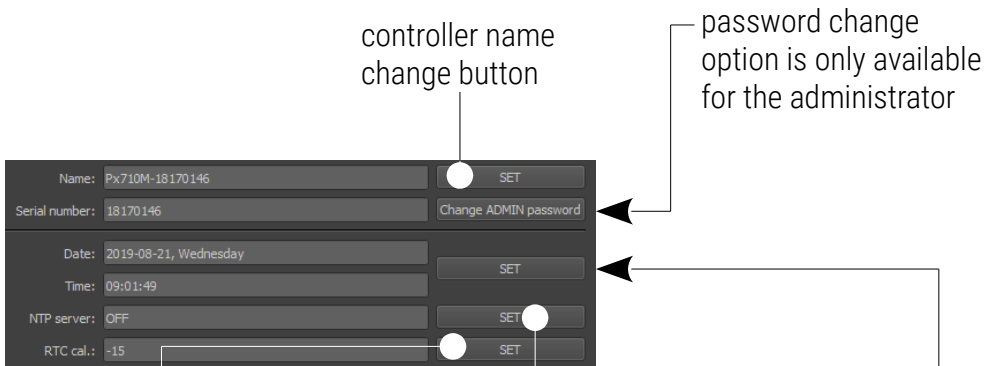 controller name
change button
password change
option is only available
for the administrator
Name: Px710M-18170146 SET
Serial number: 18170146 Change ADMIN password
Date: 2019-08-21, Wednesday
SET
Time: 09:01:49
NTP server: OFF SET
RTC cal.: -15 SET